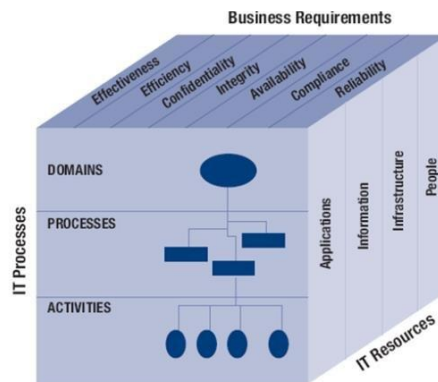 Business Requirements
Effectiveness
Efficiency
Confidentiality
Integrity
Availability
Compliance
Reliability
IT Processes
DOMAINS
PROCESSES
ACTIVITIES
Applications
Information
Infrastructure
People
IT Resources